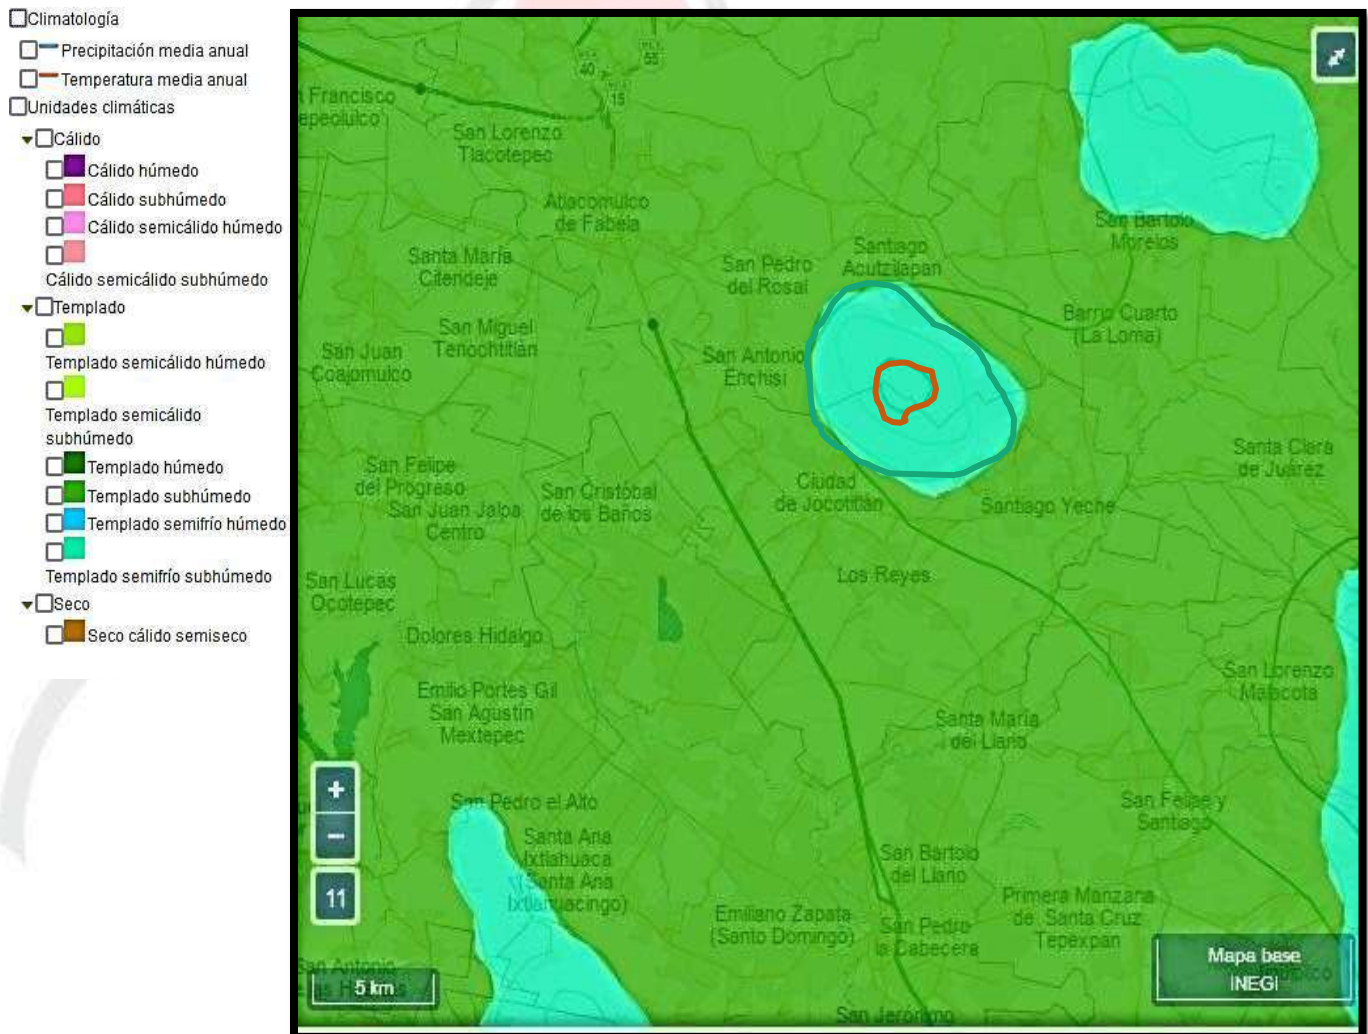 Climatología
Precipitación media anual
Temperatura media anual
Unidades climáticas
Cálido
Cálido húmedo
Cálido subhúmedo
Cálido semicálido húmedo
Cálido semicálido subhúmedo
Templado
Templado semicálido húmedo
Templado semicálido
subhúmedo
Templado húmedo
Templado subhúmedo
Templado semifrío húmedo
Templado semifrío subhúmedo
Seco
Seco cálido semiseco
40
55
15
Francisco
San Lorenzo
Tlacotepec
Atlacomulco
de Fabela
Santa María
Citendeje
San Pedro
del Rosal
Santiago
Acutzilapan
San Bartolo
Morelos
San Miguel
Tenochtitlán
San Juan
Coajomulco
San Antonio
Enchisi
Barrio Cuarto
(La Loma)
San Felipe
del Progreso
San Juan Jalpa
Centro
San Cristóbal
de los Baños
Ciudad
de Jocotitlán
Santiago Yeche
Santa Clara
de Juárez
San Lucas
Ocotepec
Los Reyes
Dolores Hidalgo
Emilio Portes Gil
San Agustín
Mextepec
Santa María
del Llano
San Lorenzo
Malacota
San Pedro el Alto
Santa Ana
Ixtlahuaca
(Santa Ana
Ixtlahuacingo)
San Felipe y
Santiago
San Bartolo
del Llano
Primera Manzana
de Santa Cruz
Tepexpan
Emiliano Zapata
(Santo Domingo)
San Pedro
la Cabecera
San Antonio
San Jerónimo
+
−
11
5 km
Mapa base
INEGI